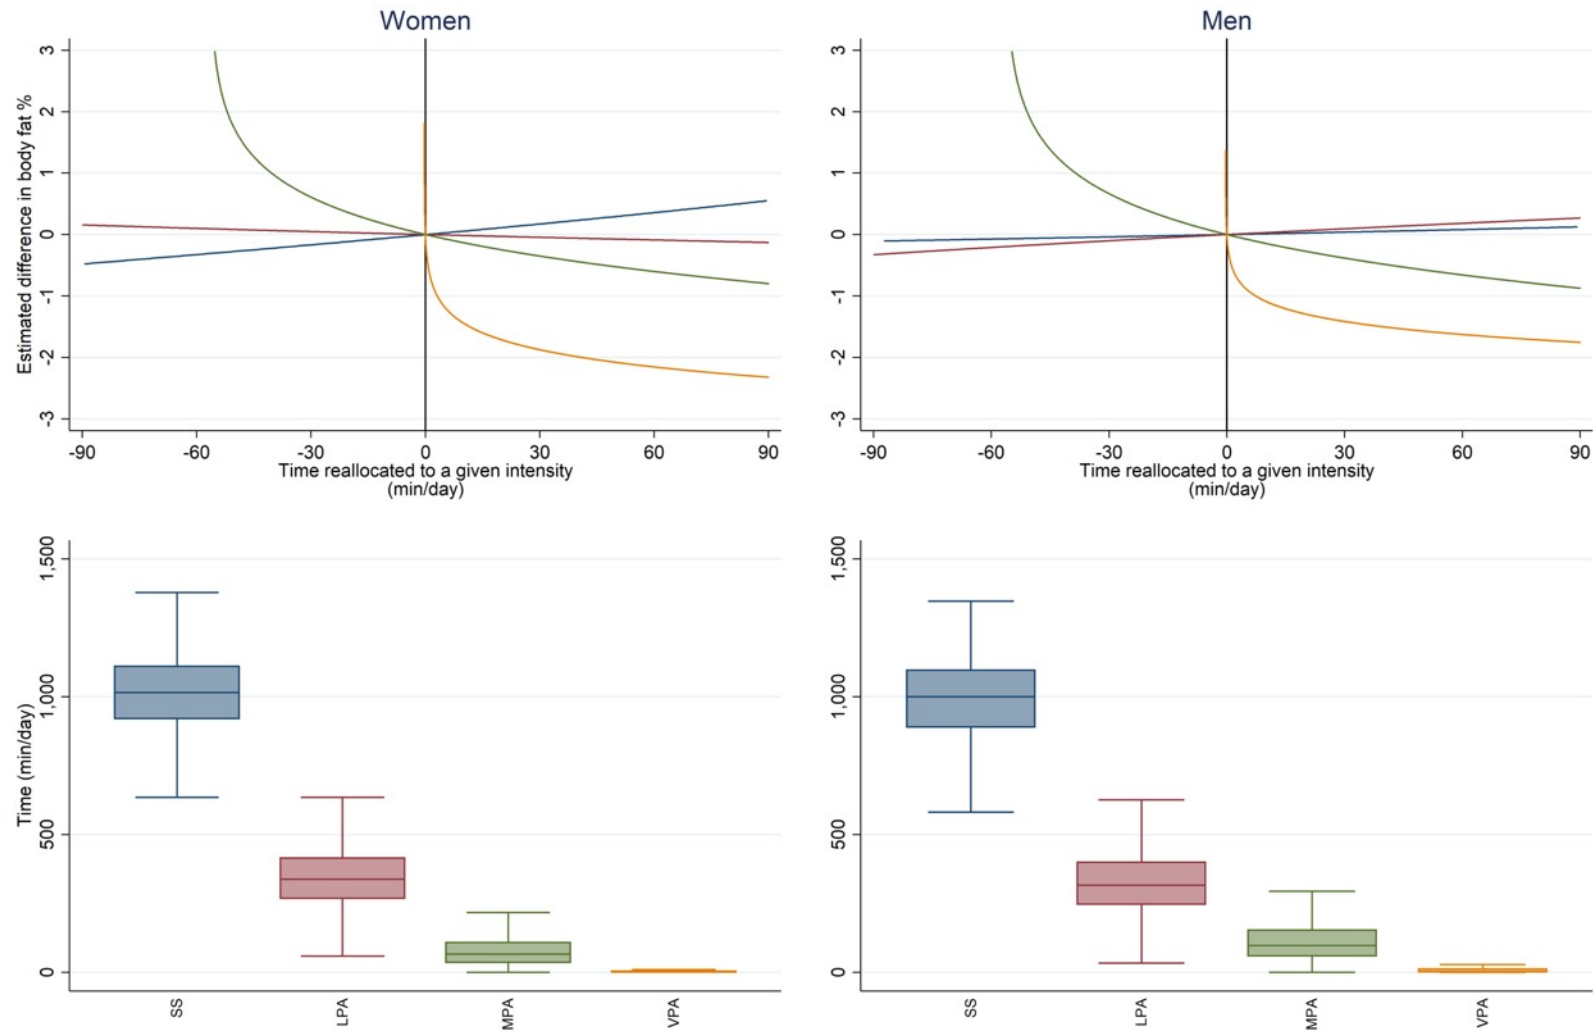 Women
Men
Estimated difference in body fat %
3
2
1
0
-1
-2
-3
-90
-60
-30
0
30
60
90
Time reallocated to a given intensity
(min/day)
3
2
1
0
-1
-2
-3
-90
-60
-30
0
30
60
90
Time reallocated to a given intensity
(min/day)
Time (min/day)
1,500
1,000
500
0
SS
LPA
MPA
VPA
1,500
1,000
500
0
SS
LPA
MPA
VPA